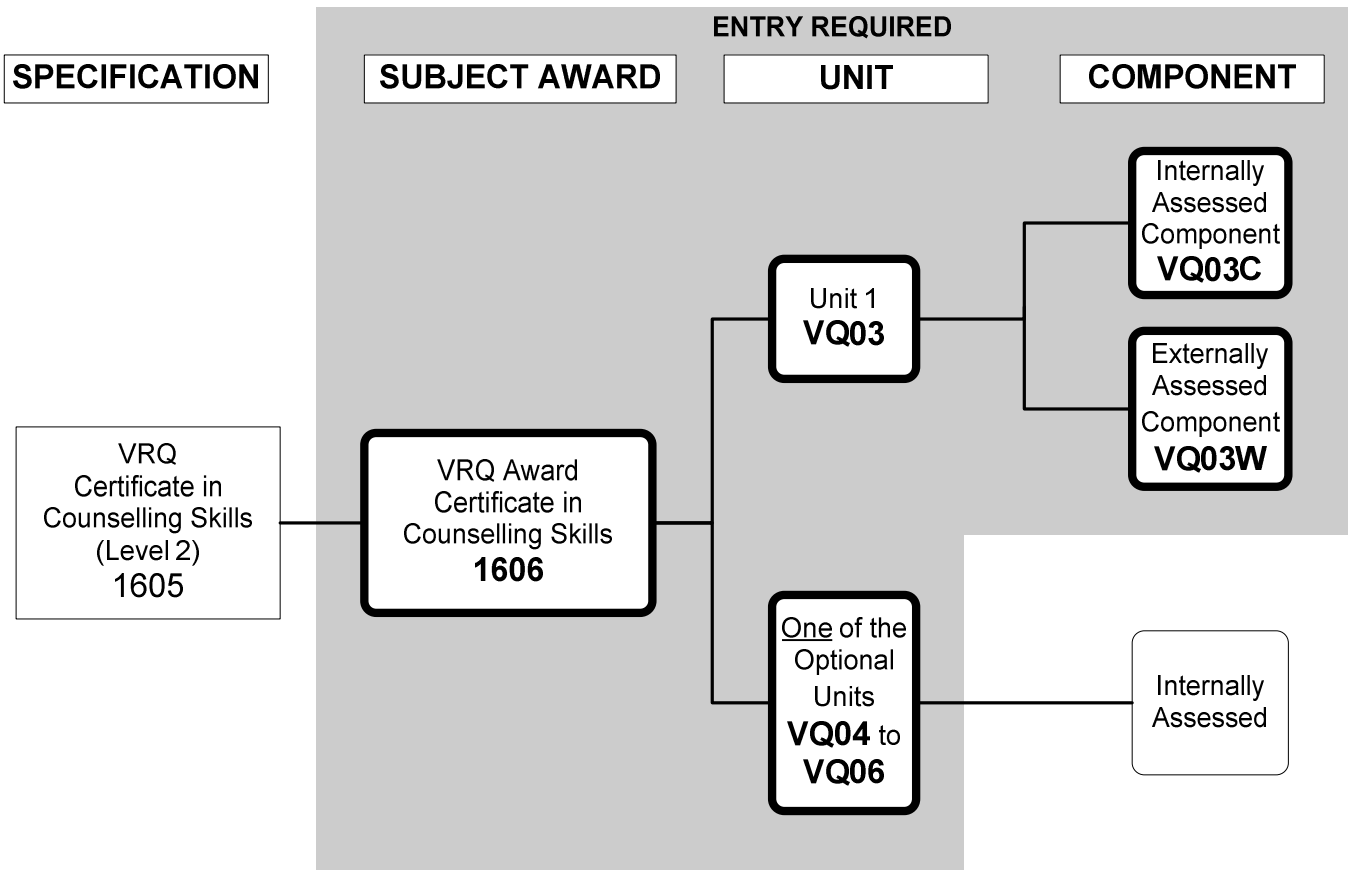 ENTRY REQUIRED
SPECIFICATION
SUBJECT AWARD
UNIT
COMPONENT
Internally
Assessed
Component
VQ03C
Unit 1
VQ03
Externally
Assessed
Component
VQ03W
VRQ
Certificate in
Counselling Skills
(Level 2)
1605
VRQ Award
Certificate in
Counselling Skills
1606
One of the
Optional
Units
VQ04 to
VQ06
Internally
Assessed